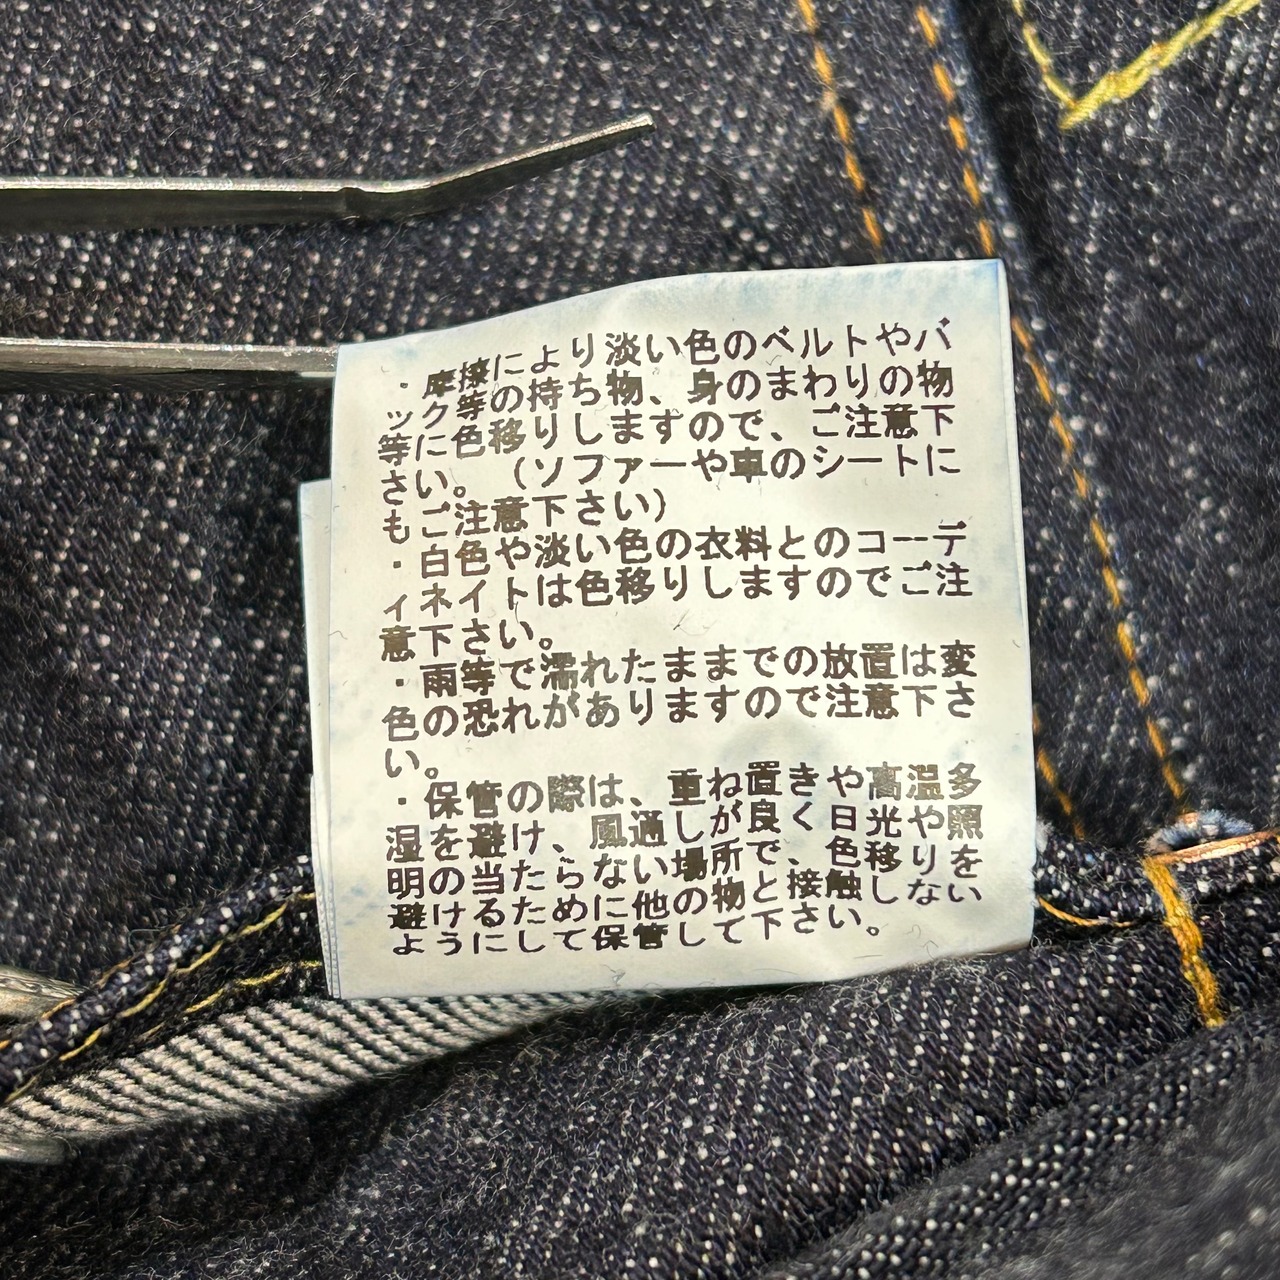 ・摩擦により淡い色のベルトやバ
ック等の持ち物、身のまわりの物
等に色移りしますので、ご注意下
さい。（ソファーや車のシートに
もご注意下さい）
・白色や淡い色の衣料とのコーデ
ィネイトは色移りしますのでご注
意下さい。
・雨等で濡れたままでの放置は変
色の恐れがありますので注意下さ
い。
・保管の際は、重ね置きや高温多
湿を避け、風通しが良く日光や照
明の当たらない場所で、色移りを
避けるために他の物と接触しない
ようにして保管して下さい。